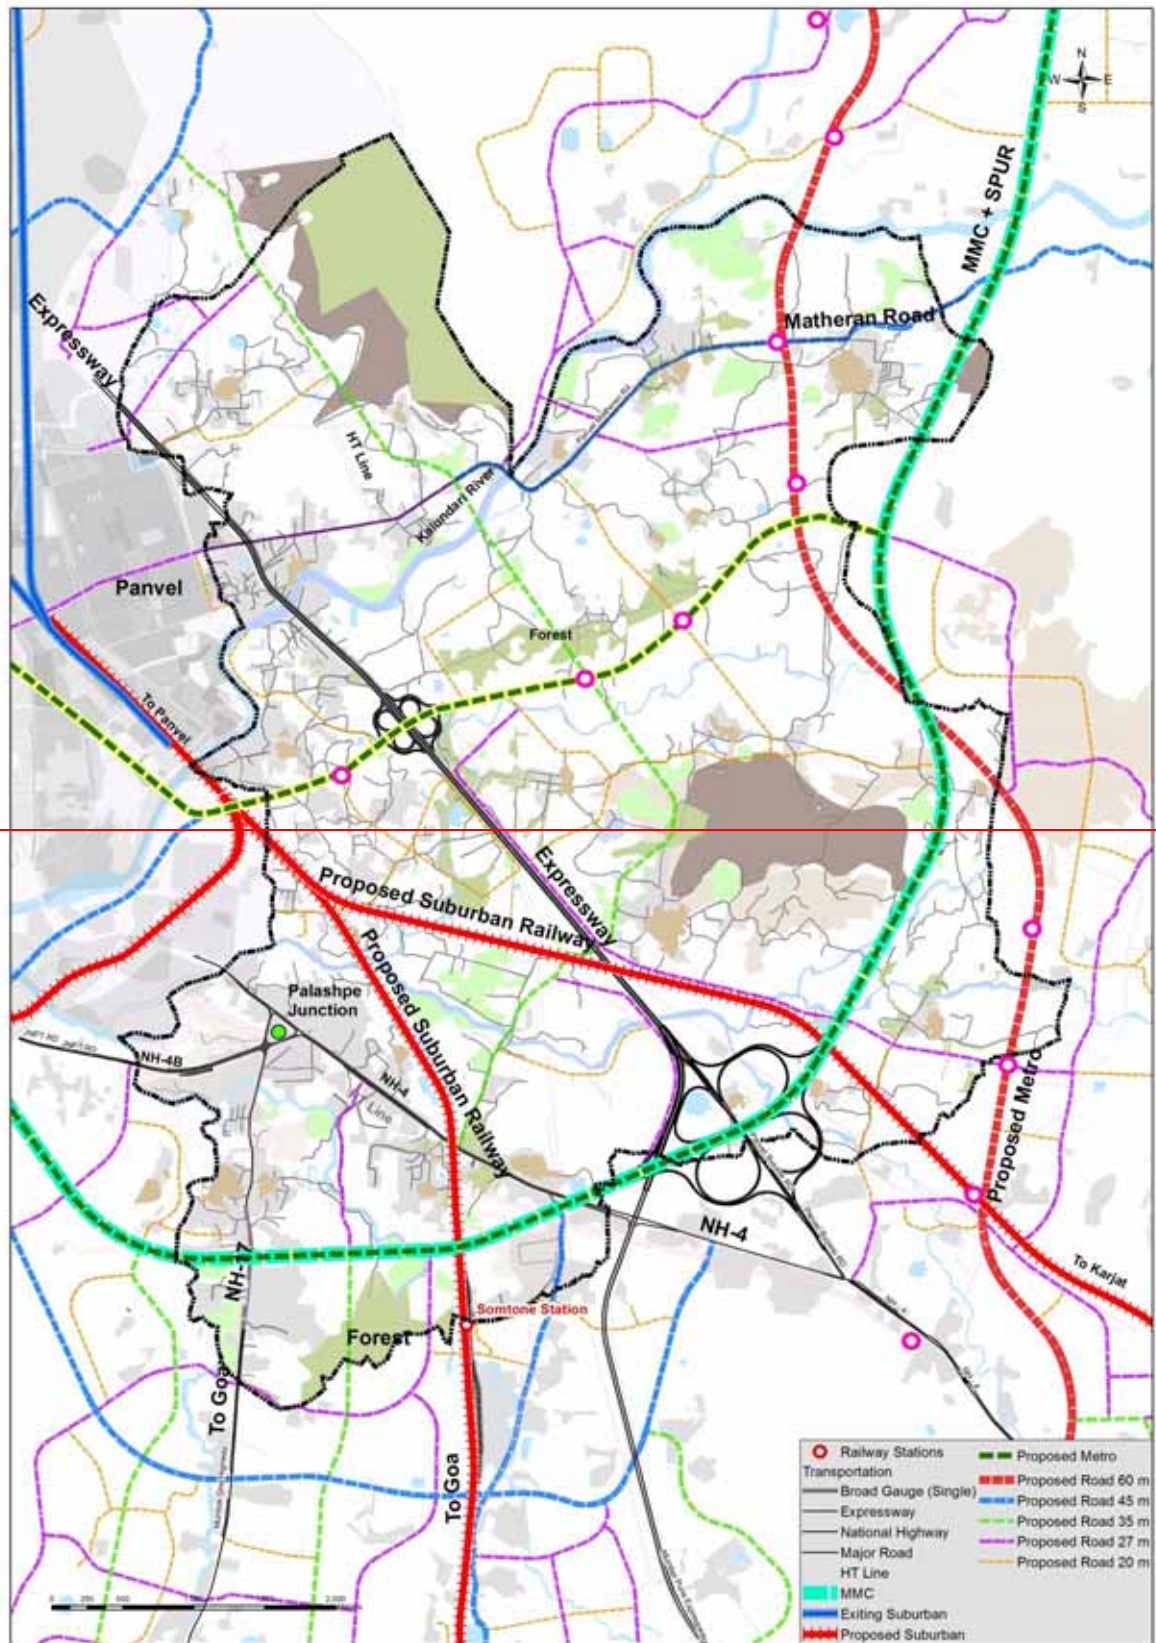 N
W E
S
MMC + SPUR
Expressway
Matheran Road
HT Line
Kalondari River
Panvel
Forest
To Panvel
Expressway
Proposed Suburban Railway
Proposed Suburban Railway
Palashpe
Junction
NH-4B
NH-4
HT Line
Proposed Metro
NH-4
To Karjat
NH-17
Somtone Station
Forest
To Goa
To Goa
Railway Stations
Transportation
Broad Gauge (Single)
Expressway
National Highway
Major Road
HT Line
MMC
Exiting Suburban
Proposed Suburban
Proposed Metro
Proposed Road 60 m
Proposed Road 45 m
Proposed Road 35 m
Proposed Road 27 m
Proposed Road 20 m